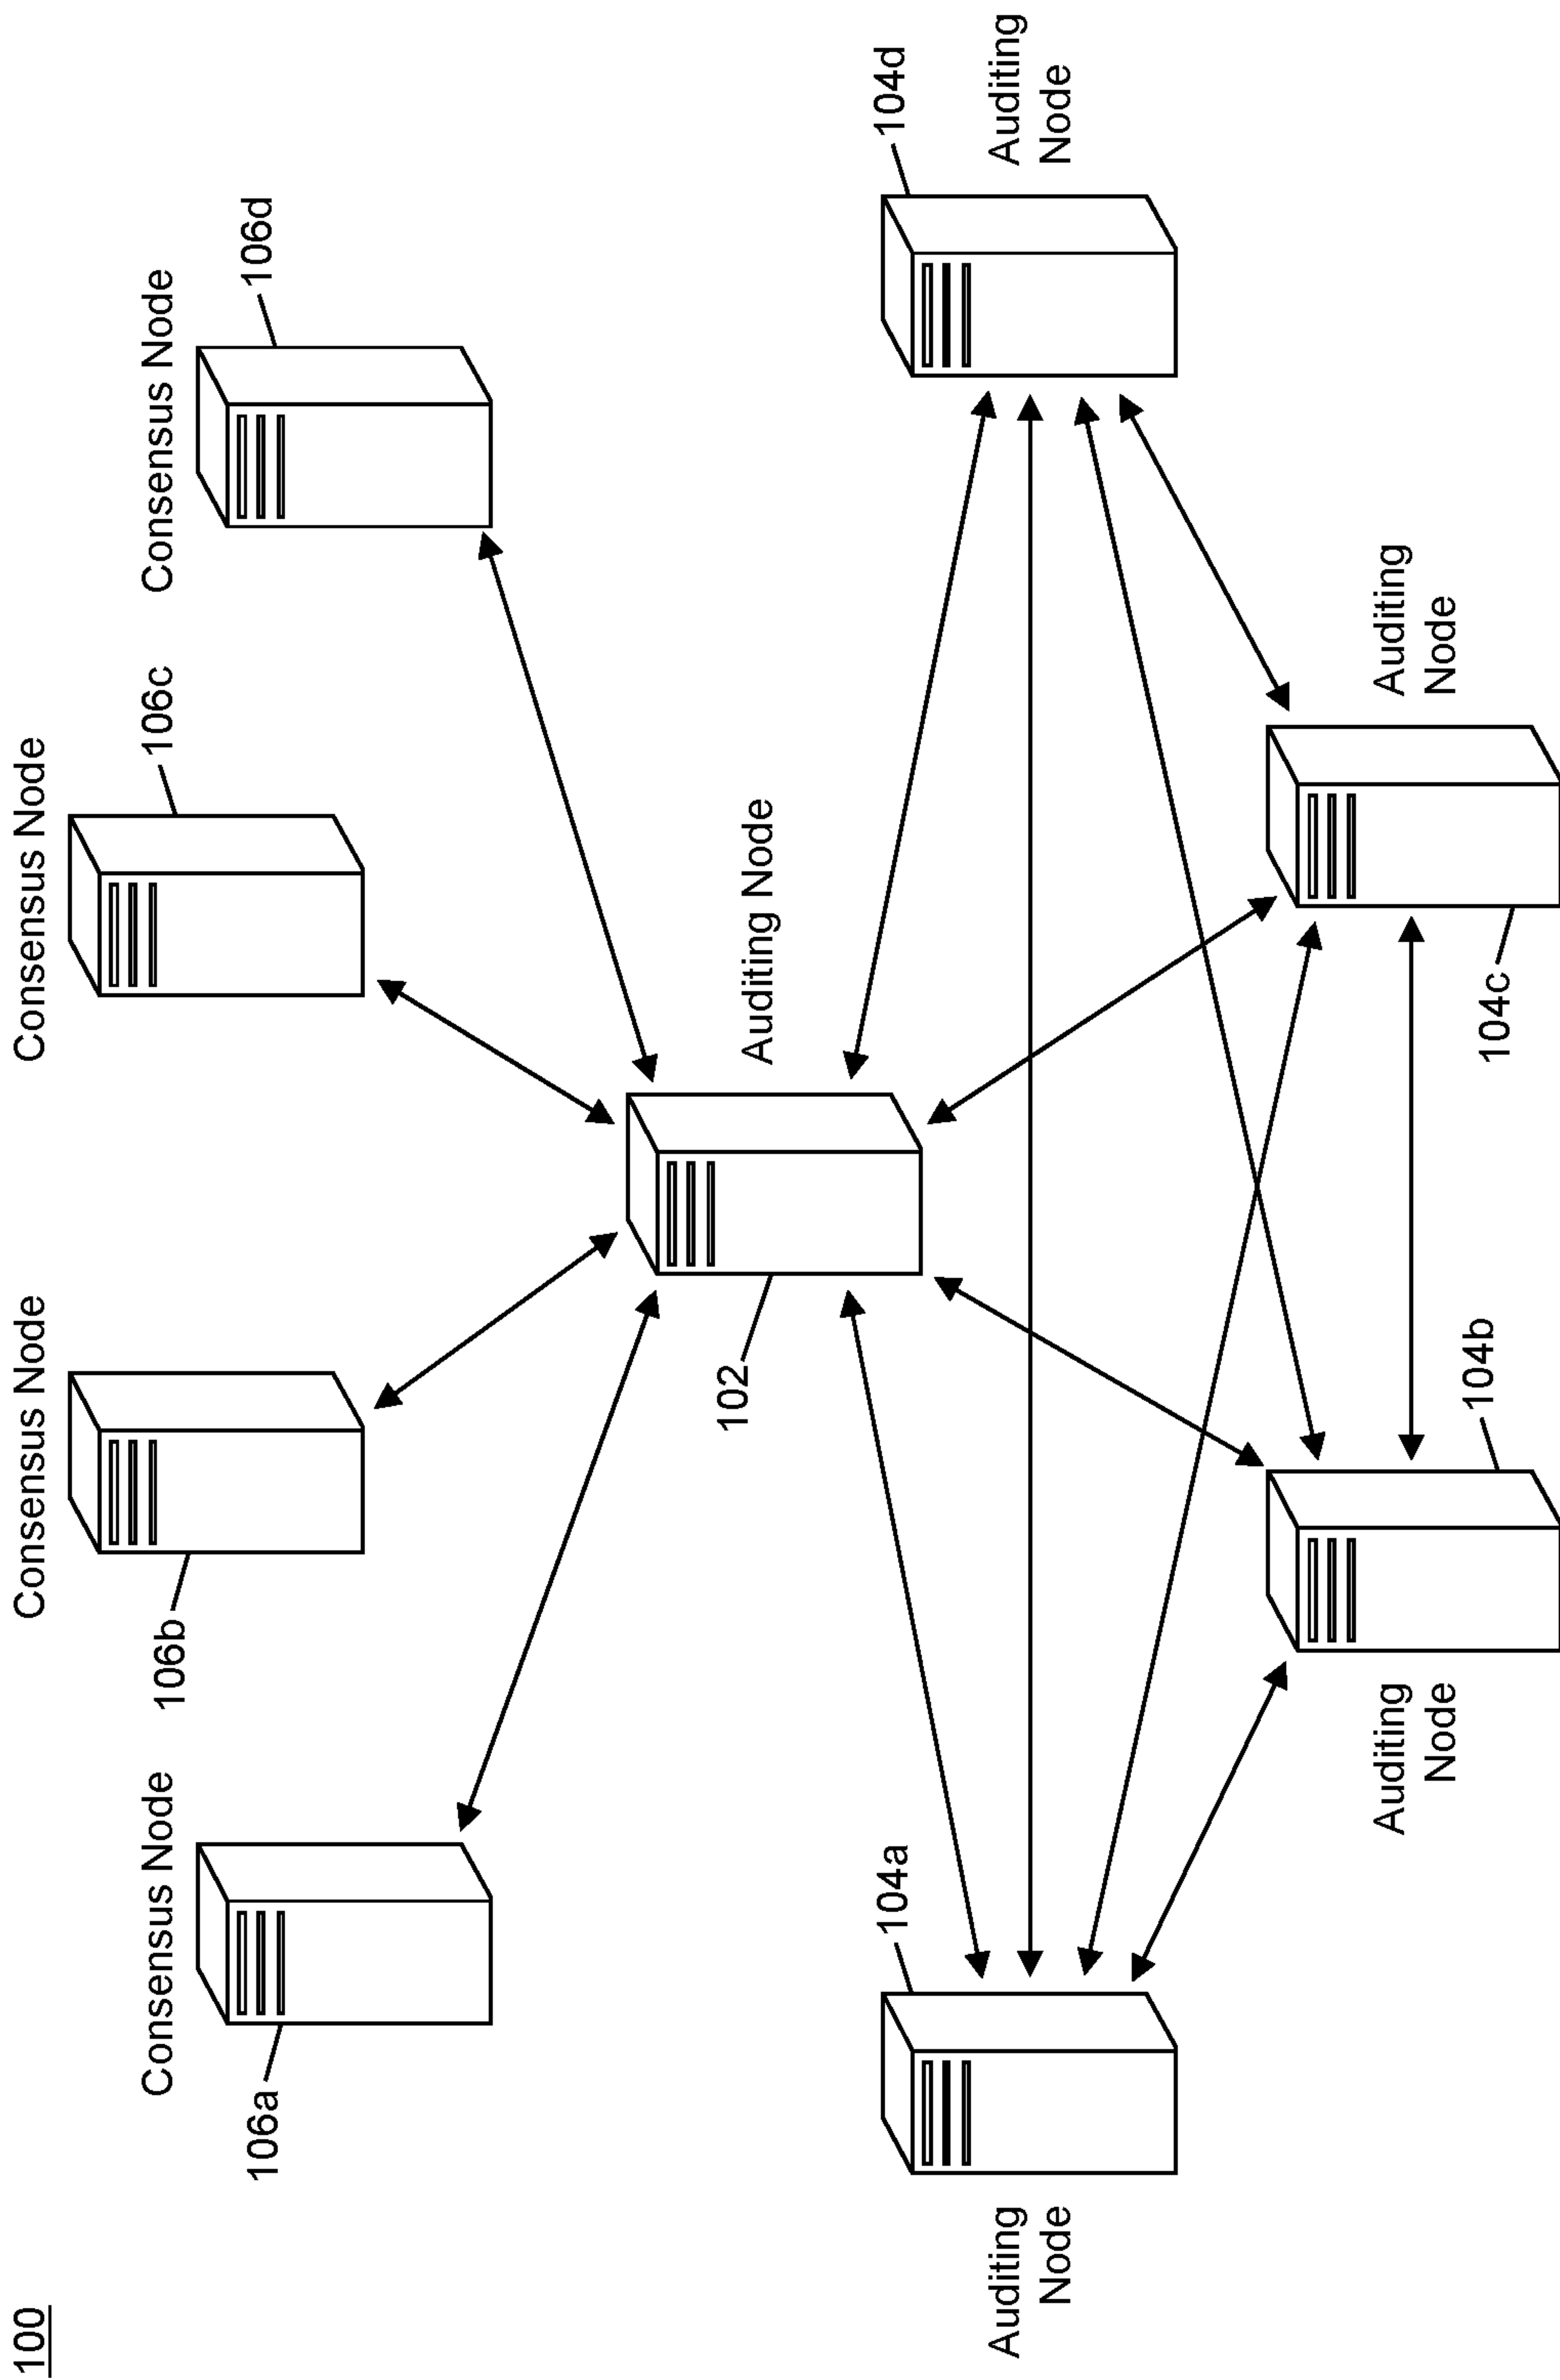 100
Consensus Node
106b
Consensus Node
106c
Consensus Node
106a
Consensus Node
106d
102
Auditing Node
104a
Auditing
Node
104d
Auditing
Node
Auditing
Node
104b
104c
Auditing
Node